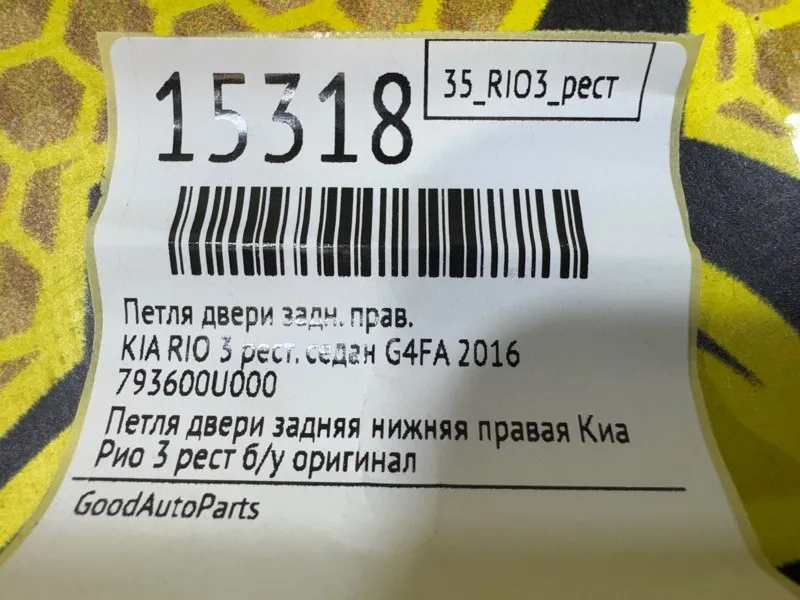 15318
35_RIO3_рест
Петля двери задн. прав.
KIA RIO 3 рест. седан G4FA 2016
793600U000
Петля двери задняя нижняя правая Киа
Рио 3 рест б/у оригинал
GoodAutoParts